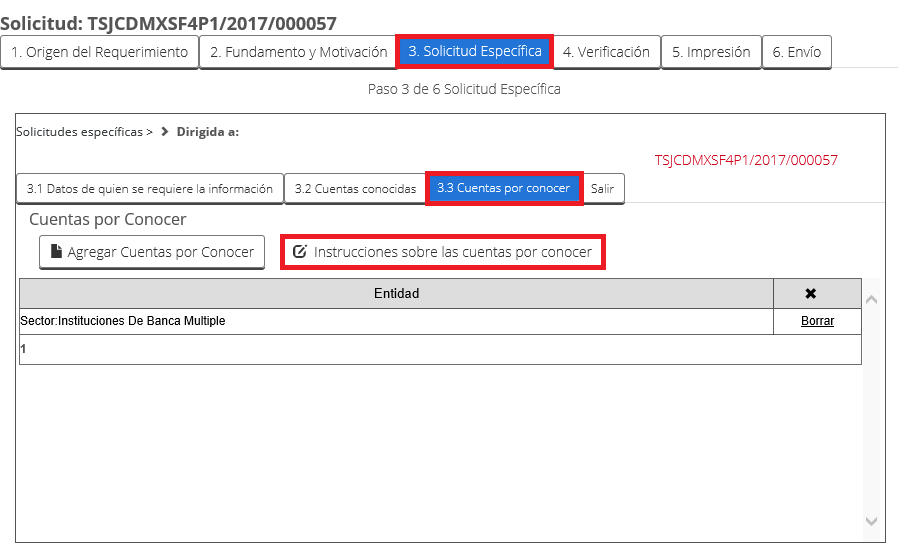 Solicitud: TSJCDMXSF4P1/2017/000057
1. Origen del Requerimiento 2. Fundamento y Motivación 3. Solicitud Específica 4. Verificación 5. Impresión 6. Envío
Paso 3 de 6 Solicitud Específica
Solicitudes específicas > Dirigida a:
TSJCDMXSF4P1/2017/000057
3.1 Datos de quien se requiere la información 3.2 Cuentas conocidas 3.3 Cuentas por conocer Salir
Cuentas por Conocer
Agregar Cuentas por Conocer Instrucciones sobre las cuentas por conocer
Entidad
Sector:Instituciones De Banca Multiple Borrar
1